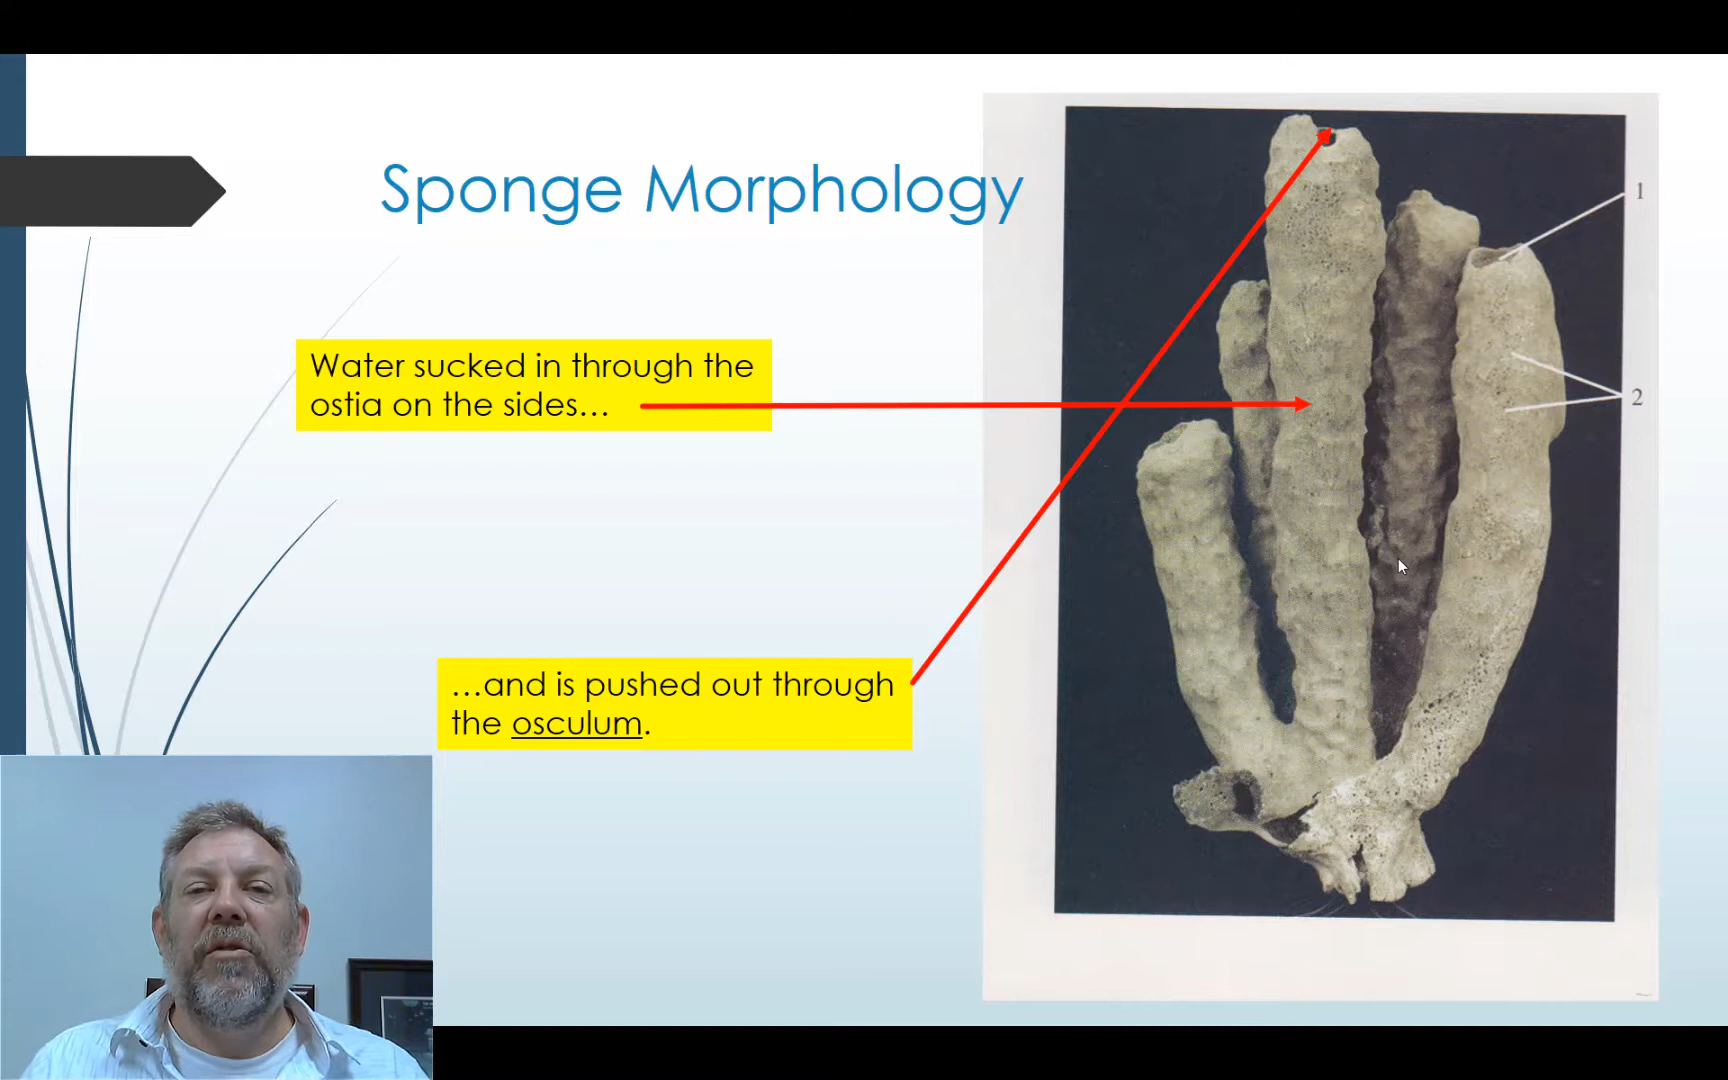 Sponge Morphology
Water sucked in through the
ostia on the sides...
...and is pushed out through
the osculum.
1
2